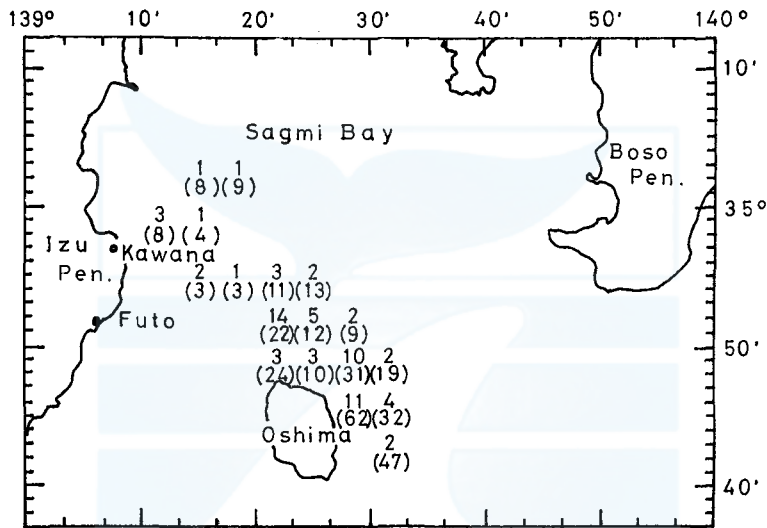 139° 10' 20' 30' 40' 50' 140°
10'
Sagmi Bay
Boso
Pen.
1 1
(8)(9)
35°
3 1
(8)(4)
Izu
Pen.
Kawana
2 1 3 2
(3)(3)(11)(13)
Futo
14 5 2
(22)(12)(9)
50'
3 3 10 2
(24)(10)(31)(19)
11 4
(62)(32)
Oshima
2
(47)
40'